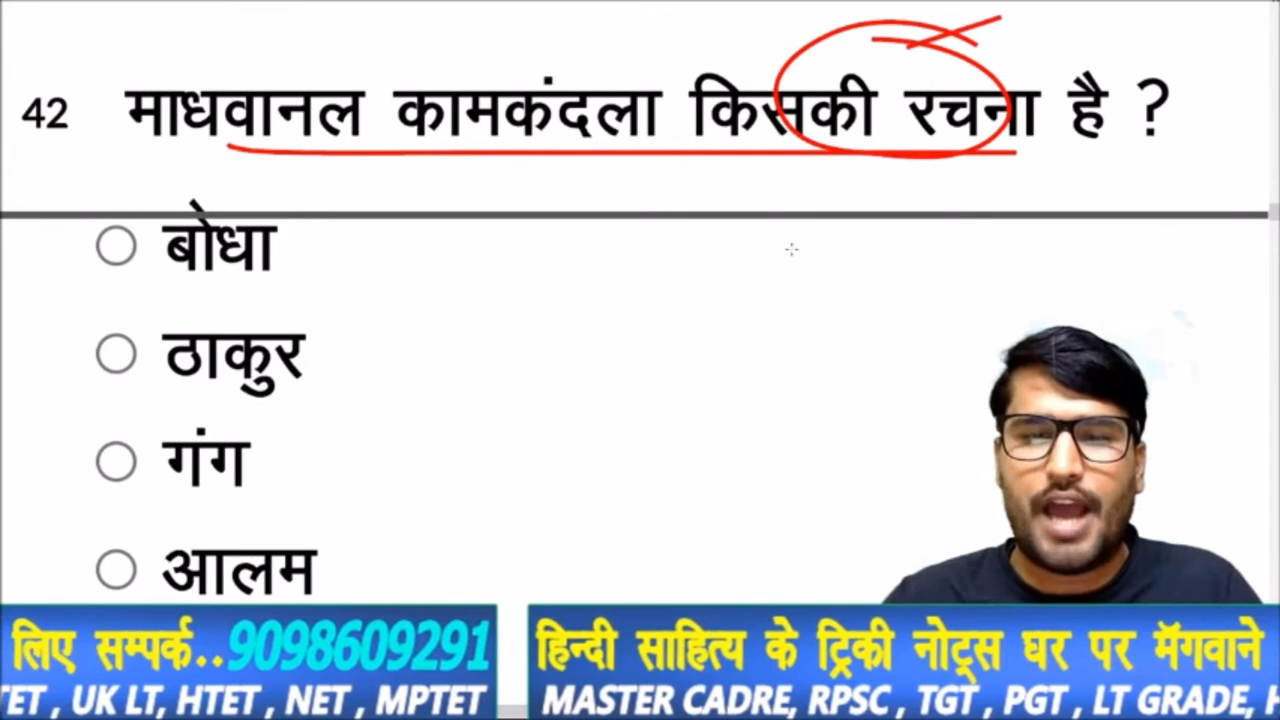 42 माधवानल कामकंदला किसकी रचना है ?
बोधा
ठाकुर
गंग
आलम
लिए सम्पर्क..9098609291
हिन्दी साहित्य के ट्रिकी नोट्स घर पर मॅगवाने
TET , UK LT, HTET , NET , MPTET
MASTER CADRE, RPSC , TGT , PGT , LT GRADE, H